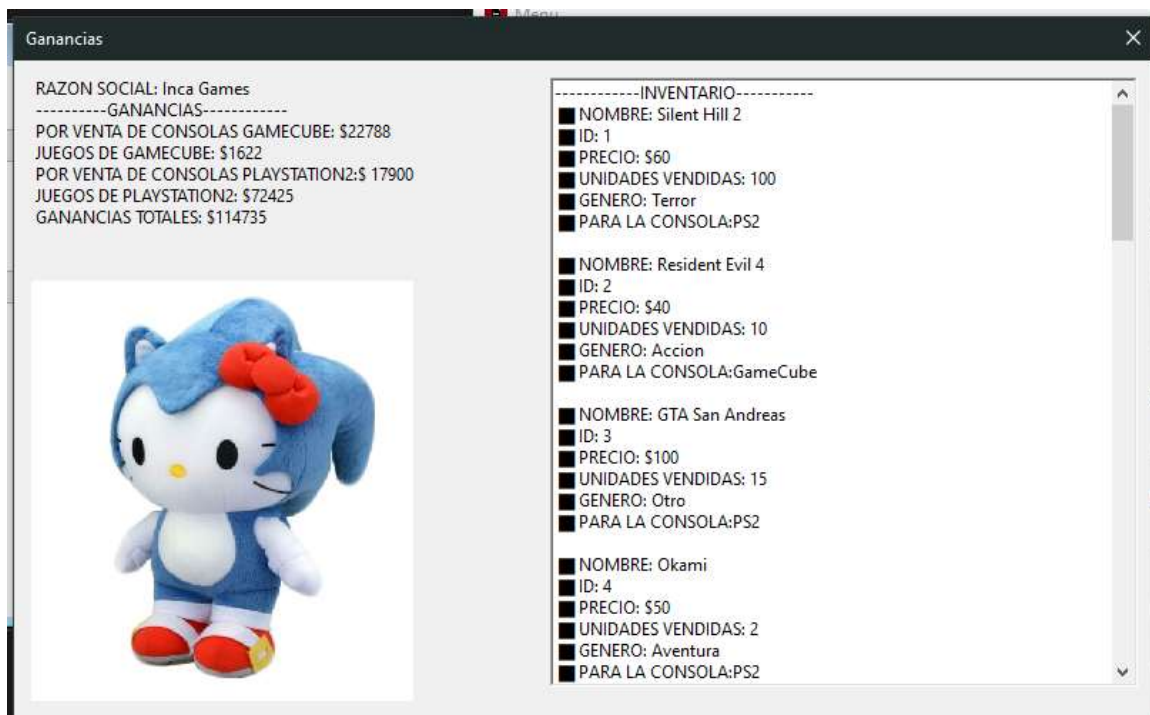 Menu
Ganancias
RAZON SOCIAL: Inca Games
----------GANANCIAS------------
POR VENTA DE CONSOLAS GAMECUBE: $22788
JUEGOS DE GAMECUBE: $1622
POR VENTA DE CONSOLAS PLAYSTATION2:$ 17900
JUEGOS DE PLAYSTATION2: $72425
GANANCIAS TOTALES: $114735
------------INVENTARIO-----------
NOMBRE: Silent Hill 2
ID: 1
PRECIO: $60
UNIDADES VENDIDAS: 100
GENERO: Terror
PARA LA CONSOLA:PS2
NOMBRE: Resident Evil 4
ID: 2
PRECIO: $40
UNIDADES VENDIDAS: 10
GENERO: Accion
PARA LA CONSOLA:GameCube
NOMBRE: GTA San Andreas
ID: 3
PRECIO: $100
UNIDADES VENDIDAS: 15
GENERO: Otro
PARA LA CONSOLA:PS2
NOMBRE: Okami
ID: 4
PRECIO: $50
UNIDADES VENDIDAS: 2
GENERO: Aventura
PARA LA CONSOLA:PS2